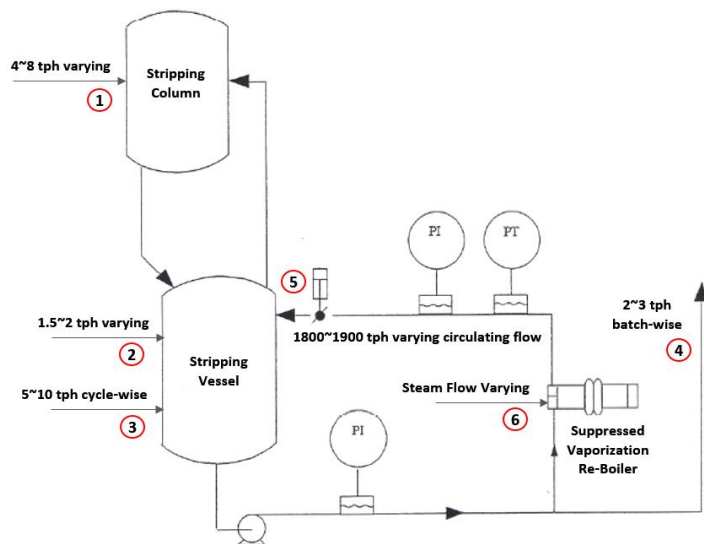 4~8 tph varying
1
Stripping
Column
PI
PT
5
1.5~2 tph varying
2
Stripping
Vessel
1800~1900 tph varying circulating flow
2~3 tph
batch-wise
4
5~10 tph cycle-wise
3
Steam Flow Varying
6
Suppressed
Vaporization
Re-Boiler
PI